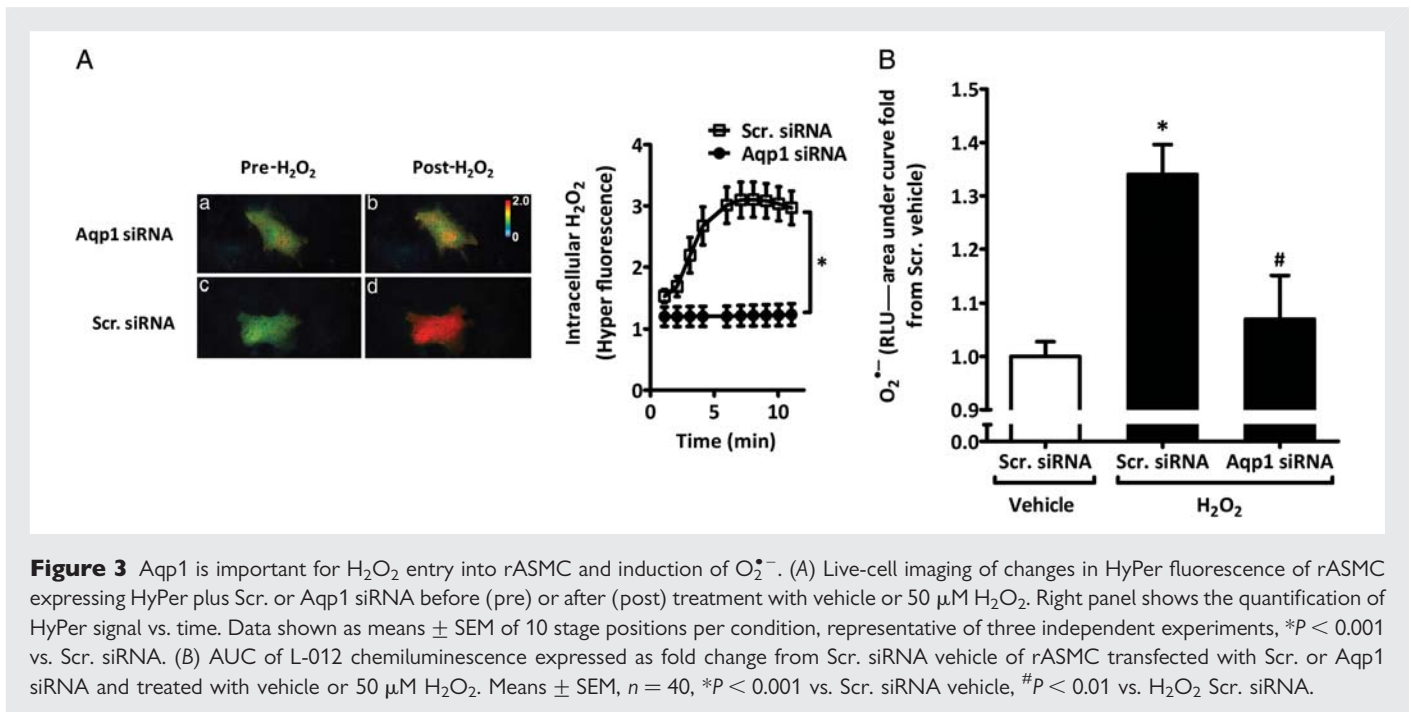 A
Pre-H₂O₂ Post-H₂O₂
Aqp1 siRNA
Scr. siRNA
a
b
2.0
0
c
d
Scr. siRNA
Aqp1 siRNA
Intracellular H₂O₂
(Hyper fluorescence)
4
3
2
1
0
0 5 10
Time (min)
*
B
O₂•− (RLU—area under curve fold
from Scr. vehicle)
1.5
1.4
1.3
1.2
1.1
1.0
0.9
0.0
*
#
Scr. siRNA Scr. siRNA Aqp1 siRNA
Vehicle H₂O₂
Figure 3 Aqp1 is important for H₂O₂ entry into rASMC and induction of O₂•−. (A) Live-cell imaging of changes in HyPer fluorescence of rASMC
expressing HyPer plus Scr. or Aqp1 siRNA before (pre) or after (post) treatment with vehicle or 50 μM H₂O₂. Right panel shows the quantification of
HyPer signal vs. time. Data shown as means ± SEM of 10 stage positions per condition, representative of three independent experiments, *P < 0.001
vs. Scr. siRNA. (B) AUC of L-012 chemiluminescence expressed as fold change from Scr. siRNA vehicle of rASMC transfected with Scr. or Aqp1
siRNA and treated with vehicle or 50 μM H₂O₂. Means ± SEM, n = 40, *P < 0.001 vs. Scr. siRNA vehicle, #P < 0.01 vs. H₂O₂ Scr. siRNA.